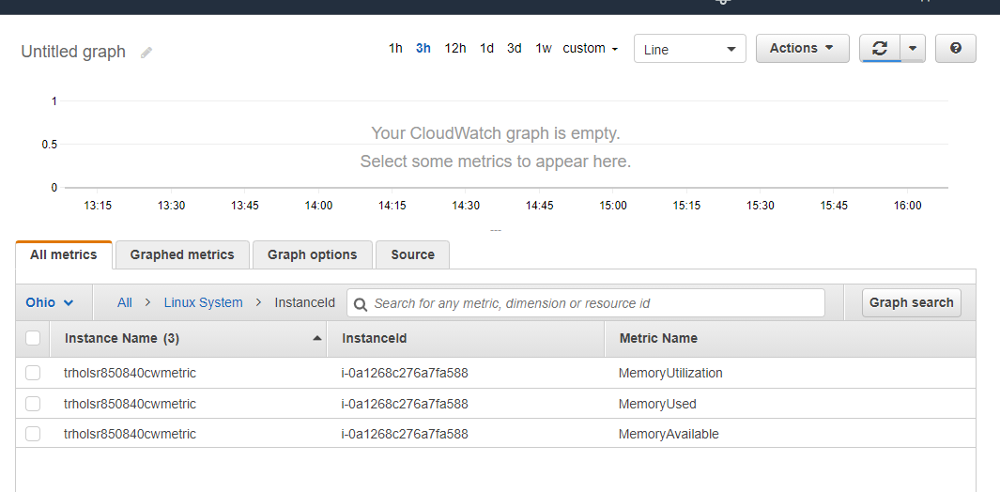 Untitled graph
1h 3h 12h 1d 3d 1w custom Line Actions
1
Your CloudWatch graph is empty.
0.5
Select some metrics to appear here.
0
13:15 13:30 13:45 14:00 14:15 14:30 14:45 15:00 15:15 15:30 15:45 16:00
All metrics Graphed metrics Graph options Source
Ohio All > Linux System > InstanceId Search for any metric, dimension or resource id Graph search
Instance Name (3) InstanceId Metric Name
trholsr850840cwmetric i-0a1268c276a7fa588 MemoryUtilization
trholsr850840cwmetric i-0a1268c276a7fa588 MemoryUsed
trholsr850840cwmetric i-0a1268c276a7fa588 MemoryAvailable